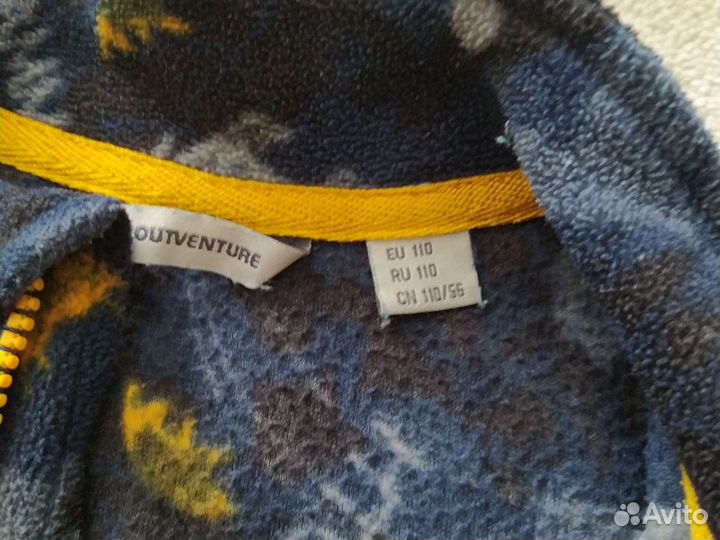 OUTVENTURE
EU 110
RU 110
CN 110/56
Avito